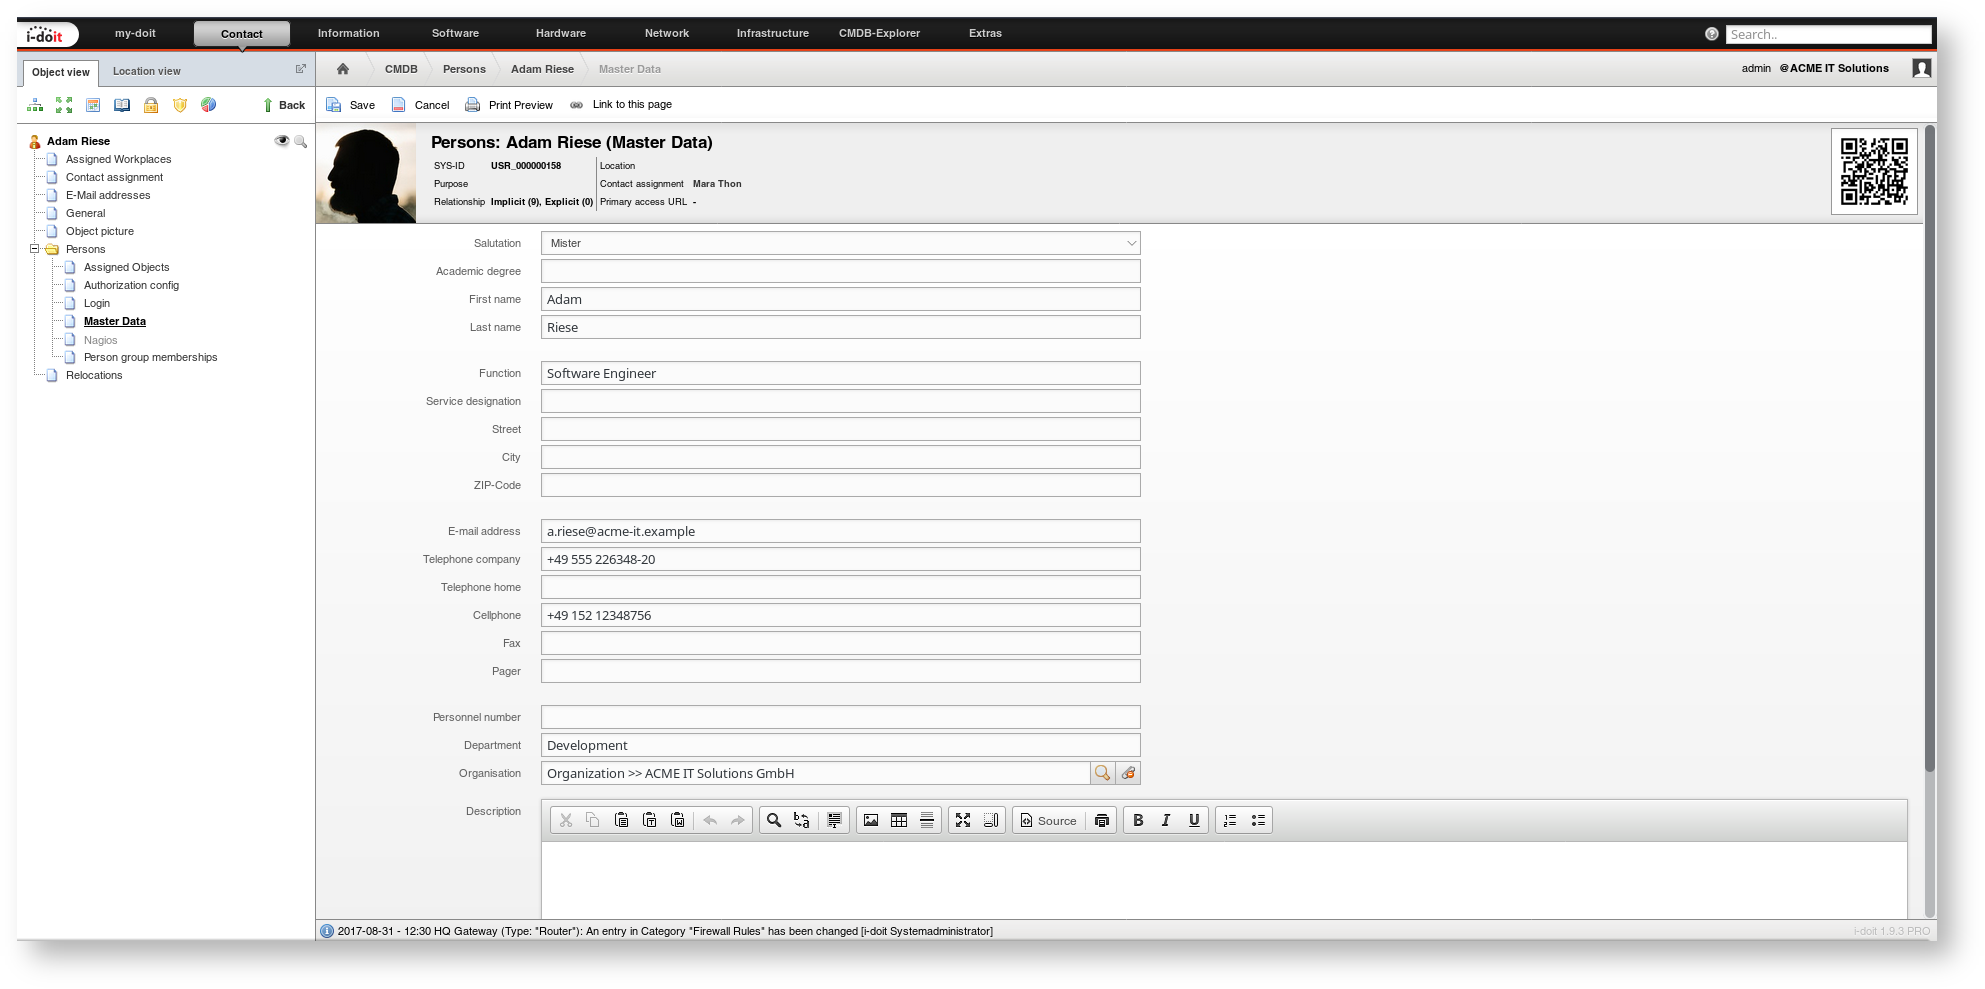 i-doit my-doit Contact Information Software Hardware Network Infrastructure CMDB-Explorer Extras Search..
Object view Location view
CMDB Persons Adam Riese Master Data admin @ACME IT Solutions
Back
Save Cancel Print Preview Link to this page
Adam Riese
Assigned Workplaces
Contact assignment
E-Mail addresses
General
Object picture
Persons
Assigned Objects
Authorization config
Login
Master Data
Nagios
Person group memberships
Relocations
Persons: Adam Riese (Master Data)
SYS-ID USR_000000158 Location
Purpose Contact assignment Mara Thon
Relationship Implicit (9), Explicit (0) Primary access URL -
Salutation Mister
Academic degree
First name Adam
Last name Riese
Function Software Engineer
Service designation
Street
City
ZIP-Code
E-mail address a.riese@acme-it.example
Telephone company +49 555 226348-20
Telephone home
Cellphone +49 152 12348756
Fax
Pager
Personnel number
Department Development
Organisation Organization >> ACME IT Solutions GmbH
Description Source B I U
2017-08-31 - 12:30 HQ Gateway (Type: "Router"): An entry in Category "Firewall Rules" has been changed [i-doit Systemadministrator] i-doit 1.9.3 PRO